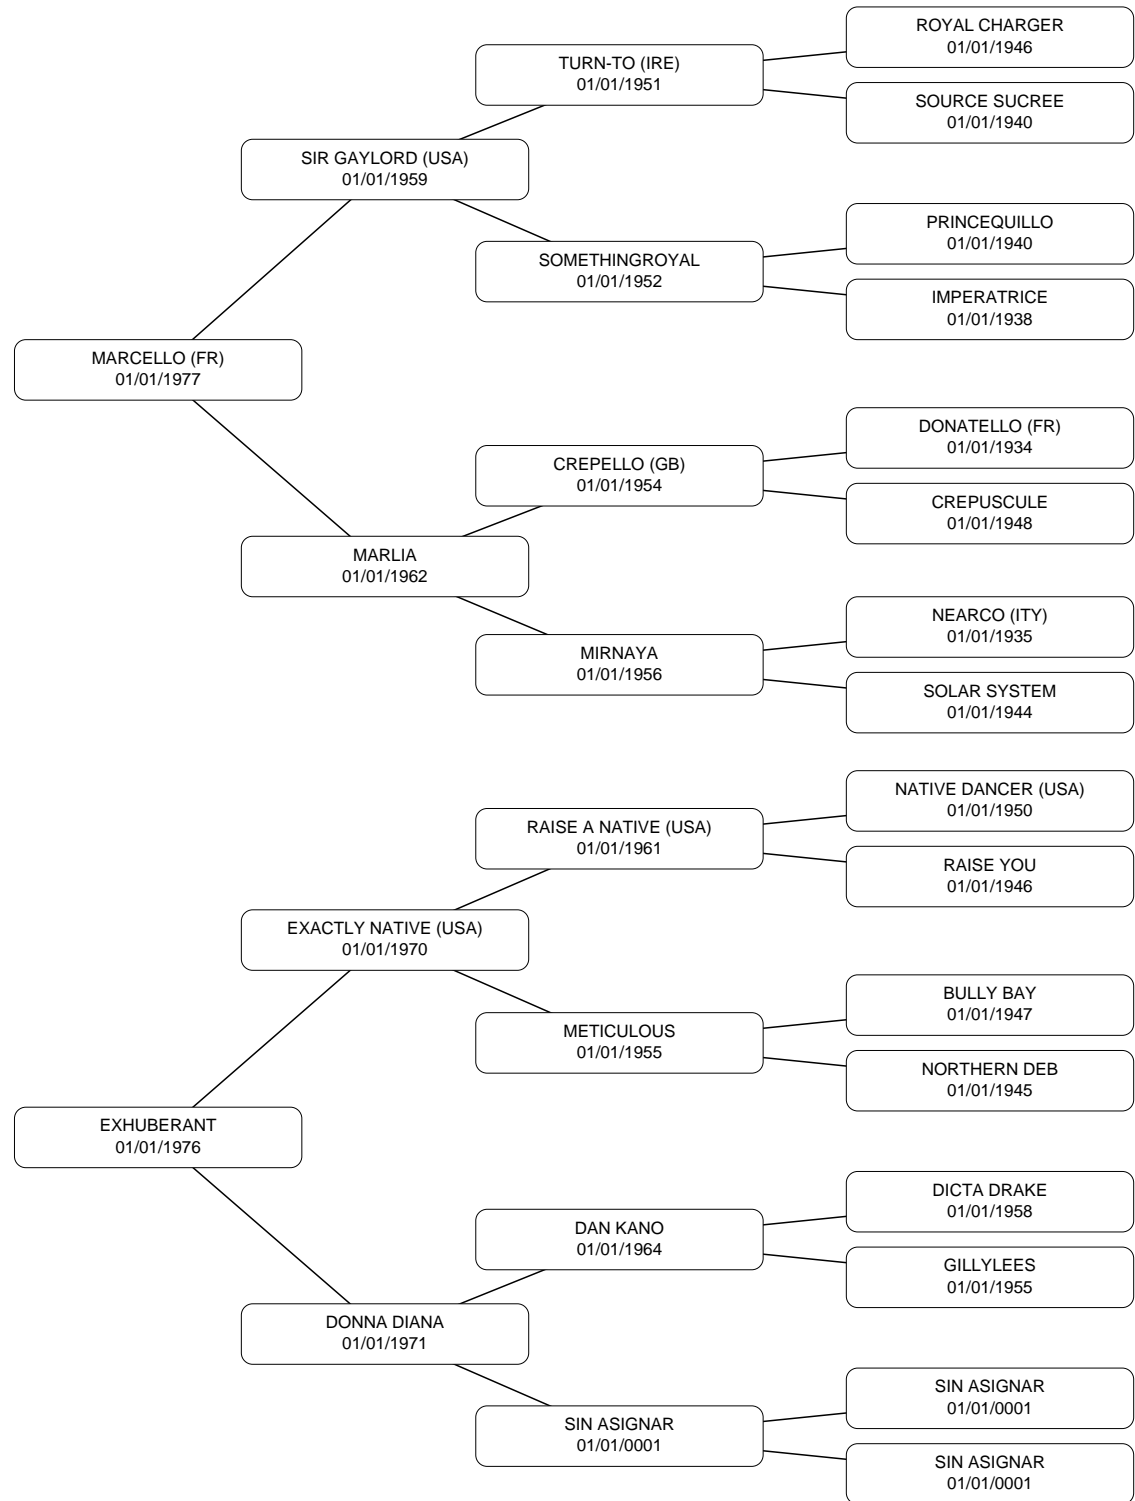 ROYAL CHARGER
01/01/1946
TURN-TO (IRE)
01/01/1951
SOURCE SUCREE
01/01/1940
SIR GAYLORD (USA)
01/01/1959
PRINCEQUILLO
01/01/1940
SOMETHINGROYAL
01/01/1952
IMPERATRICE
01/01/1938
MARCELLO (FR)
01/01/1977
DONATELLO (FR)
01/01/1934
CREPELLO (GB)
01/01/1954
CREPUSCULE
01/01/1948
MARLIA
01/01/1962
NEARCO (ITY)
01/01/1935
MIRNAYA
01/01/1956
SOLAR SYSTEM
01/01/1944
NATIVE DANCER (USA)
01/01/1950
RAISE A NATIVE (USA)
01/01/1961
RAISE YOU
01/01/1946
EXACTLY NATIVE (USA)
01/01/1970
BULLY BAY
01/01/1947
METICULOUS
01/01/1955
NORTHERN DEB
01/01/1945
EXHUBERANT
01/01/1976
DICTA DRAKE
01/01/1958
DAN KANO
01/01/1964
GILLYLEES
01/01/1955
DONNA DIANA
01/01/1971
SIN ASIGNAR
01/01/0001
SIN ASIGNAR
01/01/0001
SIN ASIGNAR
01/01/0001